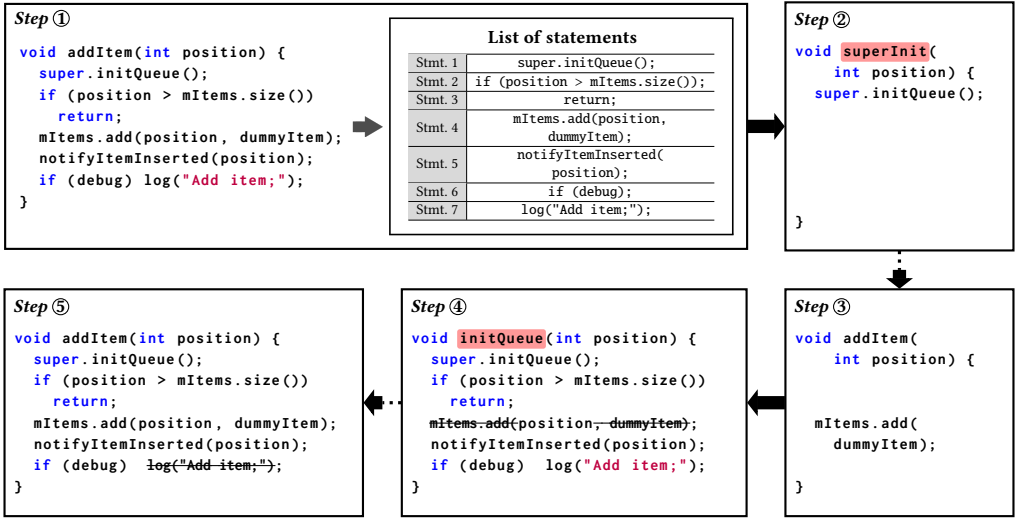 Step ①
void addItem(int position) {
super.initQueue();
if (position > mItems.size())
return;
mItems.add(position, dummyItem);
notifyItemInserted(position);
if (debug) log("Add item;");
}
List of statements
Stmt. 1 super.initQueue();
Stmt. 2 if (position > mItems.size());
Stmt. 3 return;
Stmt. 4 mItems.add(position,
dummyItem);
Stmt. 5 notifyItemInserted(
position);
Stmt. 6 if (debug);
Stmt. 7 log("Add item;");
Step ②
void superInit(
int position) {
super.initQueue();
}
Step ③
void addItem(
int position) {
mItems.add(
dummyItem);
}
Step ④
void initQueue(int position) {
super.initQueue();
if (position > mItems.size())
return;
mItems.add(position, dummyItem);
notifyItemInserted(position);
if (debug) log("Add item;");
}
Step ⑤
void addItem(int position) {
super.initQueue();
if (position > mItems.size())
return;
mItems.add(position, dummyItem);
notifyItemInserted(position);
if (debug) log("Add item;");
}